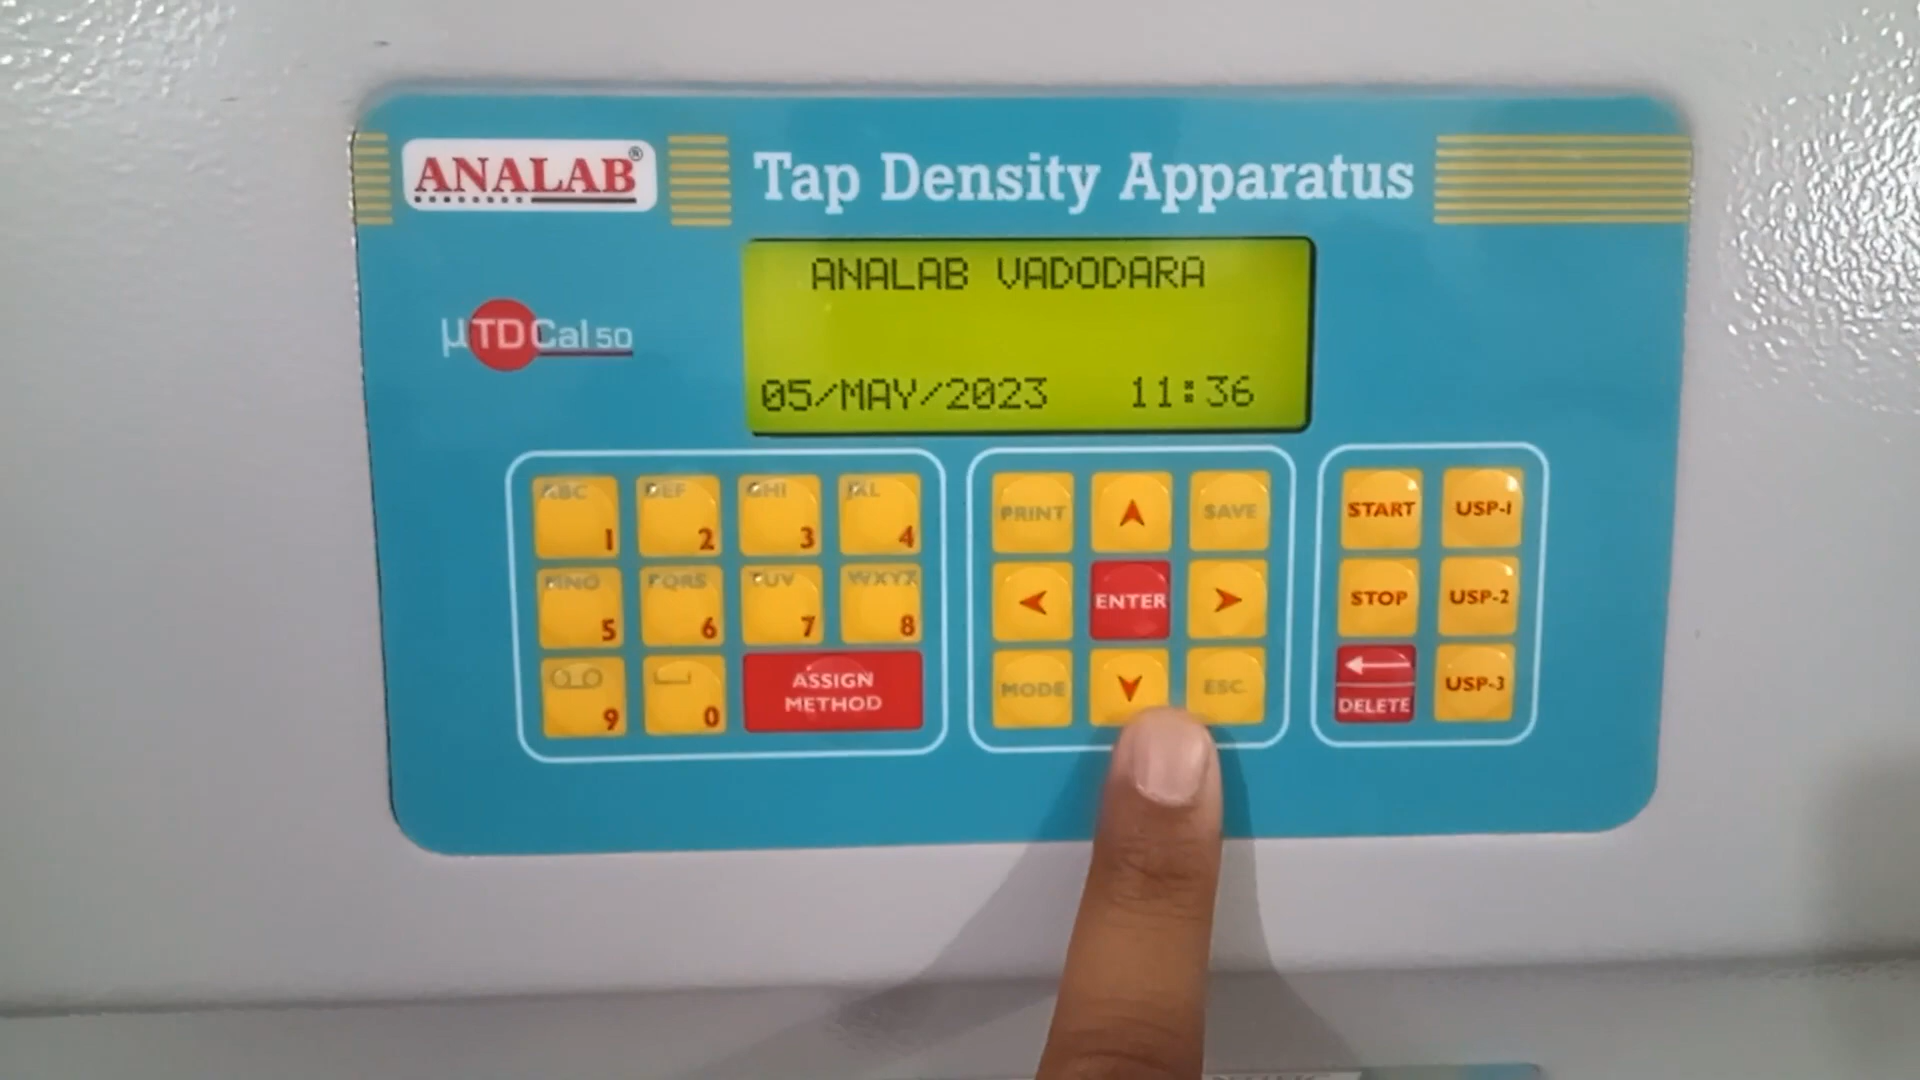 ANALAB®
Tap Density Apparatus
µTDCal 50
ANALAB VADODARA
05/MAY/2023 11:36
ABC 1
DEF 2
GHI 3
JKL 4
MNO 5
PQRS 6
TUV 7
WXYZ 8
9
0
ASSIGN
METHOD
PRINT
SAVE
ENTER
MODE
ESC
START
USP-1
STOP
USP-2
DELETE
USP-3